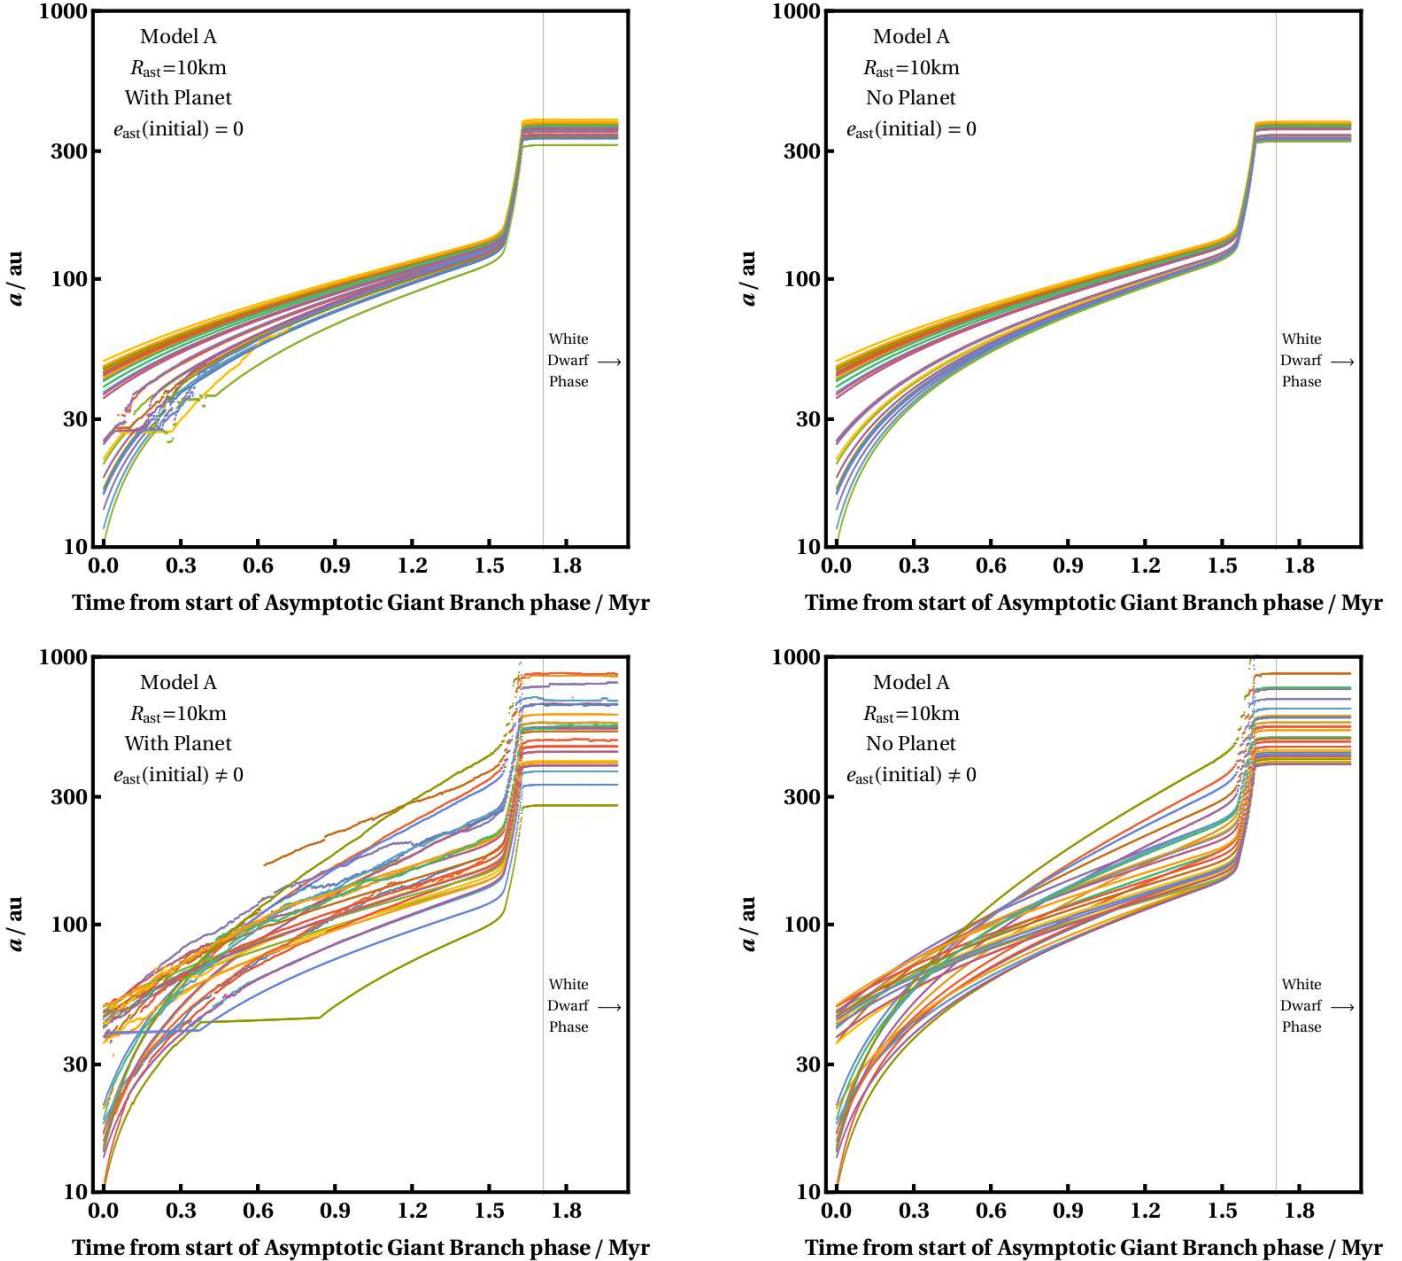 1000
Model A
R_ast=10km
With Planet
e_ast(initial) = 0
300
a / au
100
White
Dwarf →
Phase
30
10
0.0 0.3 0.6 0.9 1.2 1.5 1.8
Time from start of Asymptotic Giant Branch phase / Myr
1000
Model A
R_ast=10km
No Planet
e_ast(initial) = 0
300
a / au
100
White
Dwarf →
Phase
30
10
0.0 0.3 0.6 0.9 1.2 1.5 1.8
Time from start of Asymptotic Giant Branch phase / Myr
1000
Model A
R_ast=10km
With Planet
e_ast(initial) ≠ 0
300
a / au
100
White
Dwarf →
Phase
30
10
0.0 0.3 0.6 0.9 1.2 1.5 1.8
Time from start of Asymptotic Giant Branch phase / Myr
1000
Model A
R_ast=10km
No Planet
e_ast(initial) ≠ 0
300
a / au
100
White
Dwarf →
Phase
30
10
0.0 0.3 0.6 0.9 1.2 1.5 1.8
Time from start of Asymptotic Giant Branch phase / Myr